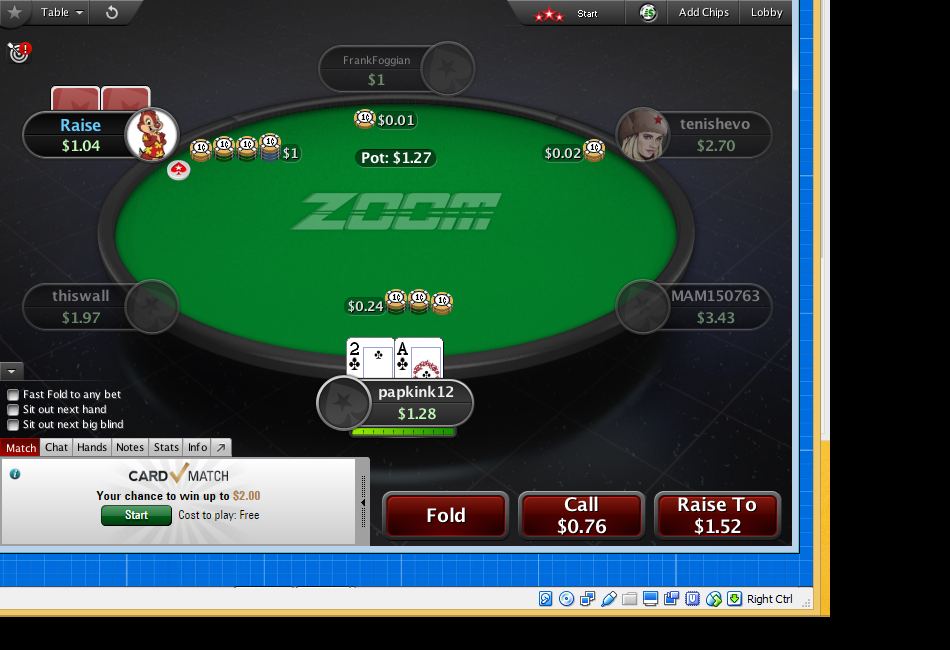 Table
Start
Add Chips
Lobby
FrankFoggian
$1
Raise
$1.04
tenishevo
$2.70
$0.01
$1
Pot: $1.27
$0.02
ZOOM
thiswall
$1.97
MAM150763
$3.43
$0.24
2
A
papkink12
$1.28
Fast Fold to any bet
Sit out next hand
Sit out next big blind
Match Chat Hands Notes Stats Info
CARD MATCH
Your chance to win up to $2.00
Start Cost to play: Free
Fold
Call
$0.76
Raise To
$1.52
Right Ctrl